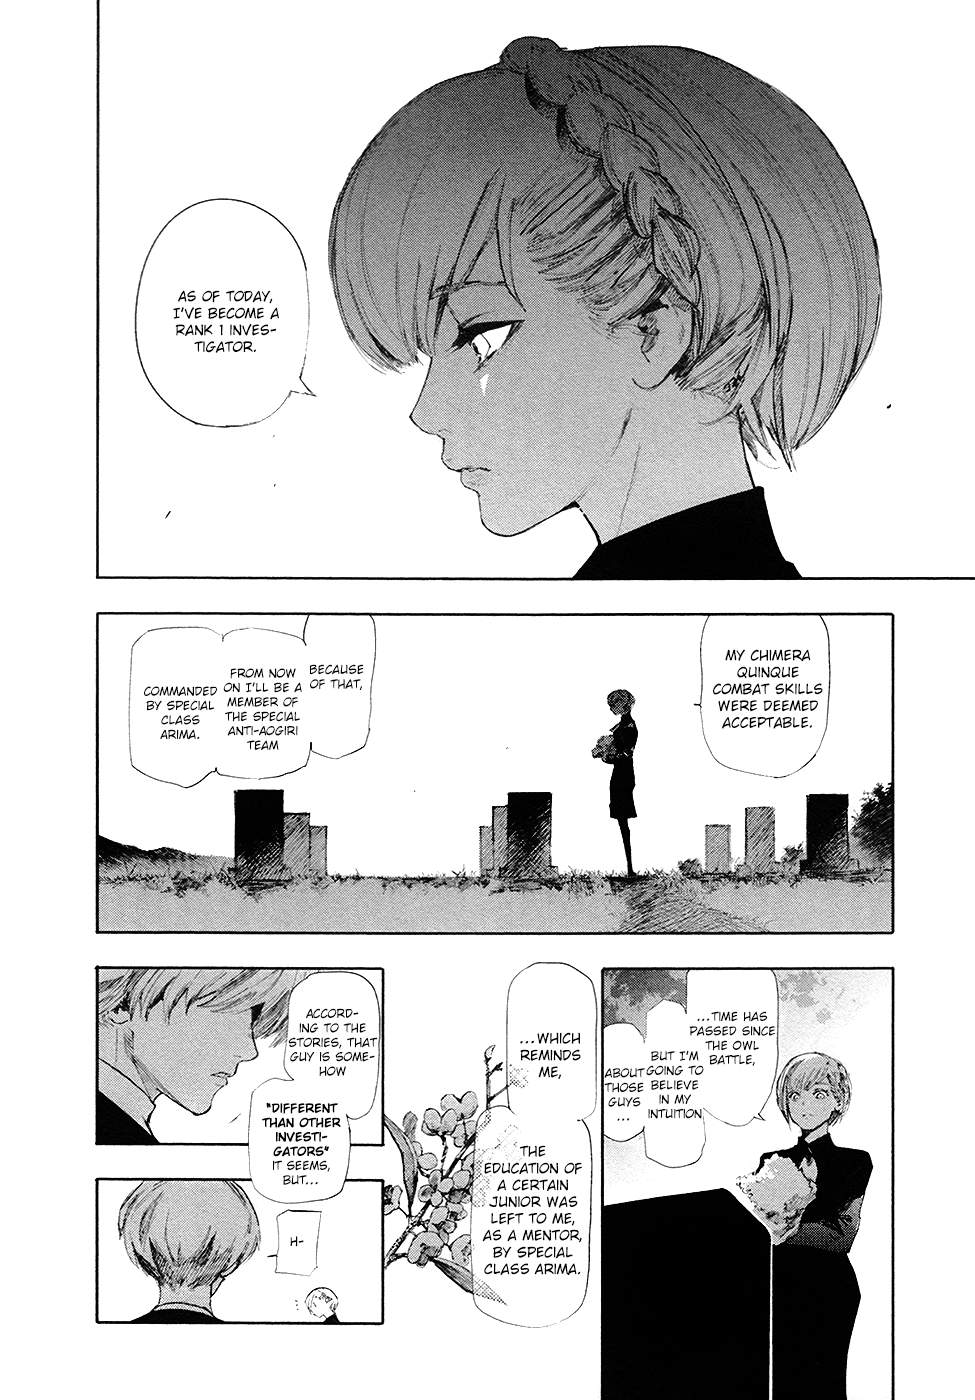 AS OF TODAY,
I'VE BECOME A
RANK 1 INVES-
TIGATOR.
MY CHIMERA
QUINQUE
COMBAT SKILLS
WERE DEEMED
ACCEPTABLE.
BECAUSE
OF THAT,
FROM NOW
ON I'LL BE A
MEMBER OF
THE SPECIAL
ANTI-AOGIRI
TEAM
COMMANDED
BY SPECIAL
CLASS
ARIMA.
...TIME HAS
PASSED SINCE
THE OWL
BATTLE,
BUT I'M
GOING TO
BELIEVE
IN MY
INTUITION
ABOUT
THOSE
GUYS
...
...WHICH
REMINDS
ME,
THE
EDUCATION OF
A CERTAIN
JUNIOR WAS
LEFT TO ME,
AS A MENTOR,
BY SPECIAL
CLASS ARIMA.
ACCORD-
ING TO THE
STORIES, THAT
GUY IS SOME-
HOW
"DIFFERENT
THAN OTHER
INVESTI-
GATORS"
IT SEEMS,
BUT...
H-